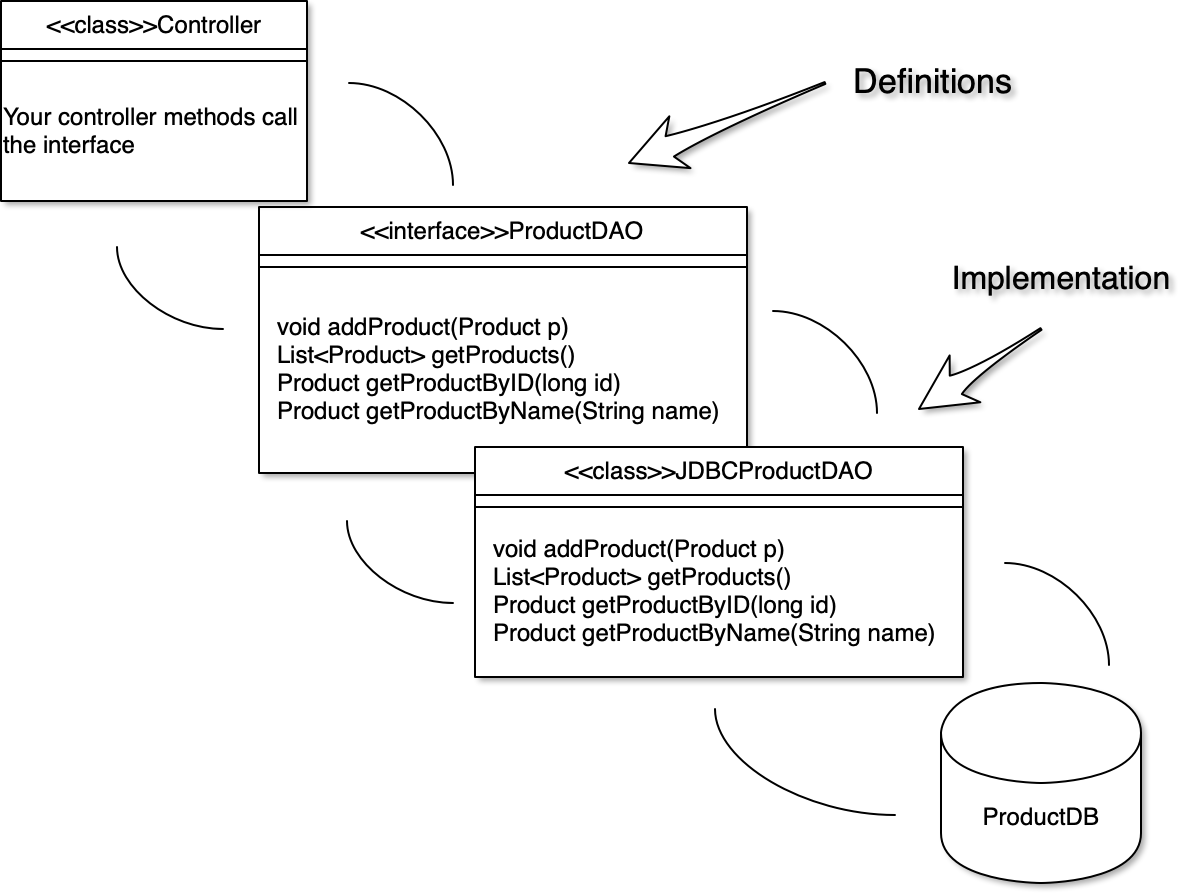 <<class>>Controller
Your controller methods call
the interface
Definitions
<<interface>>ProductDAO
void addProduct(Product p)
List<Product> getProducts()
Product getProductByID(long id)
Product getProductByName(String name)
Implementation
<<class>>JDBCProductDAO
void addProduct(Product p)
List<Product> getProducts()
Product getProductByID(long id)
Product getProductByName(String name)
ProductDB